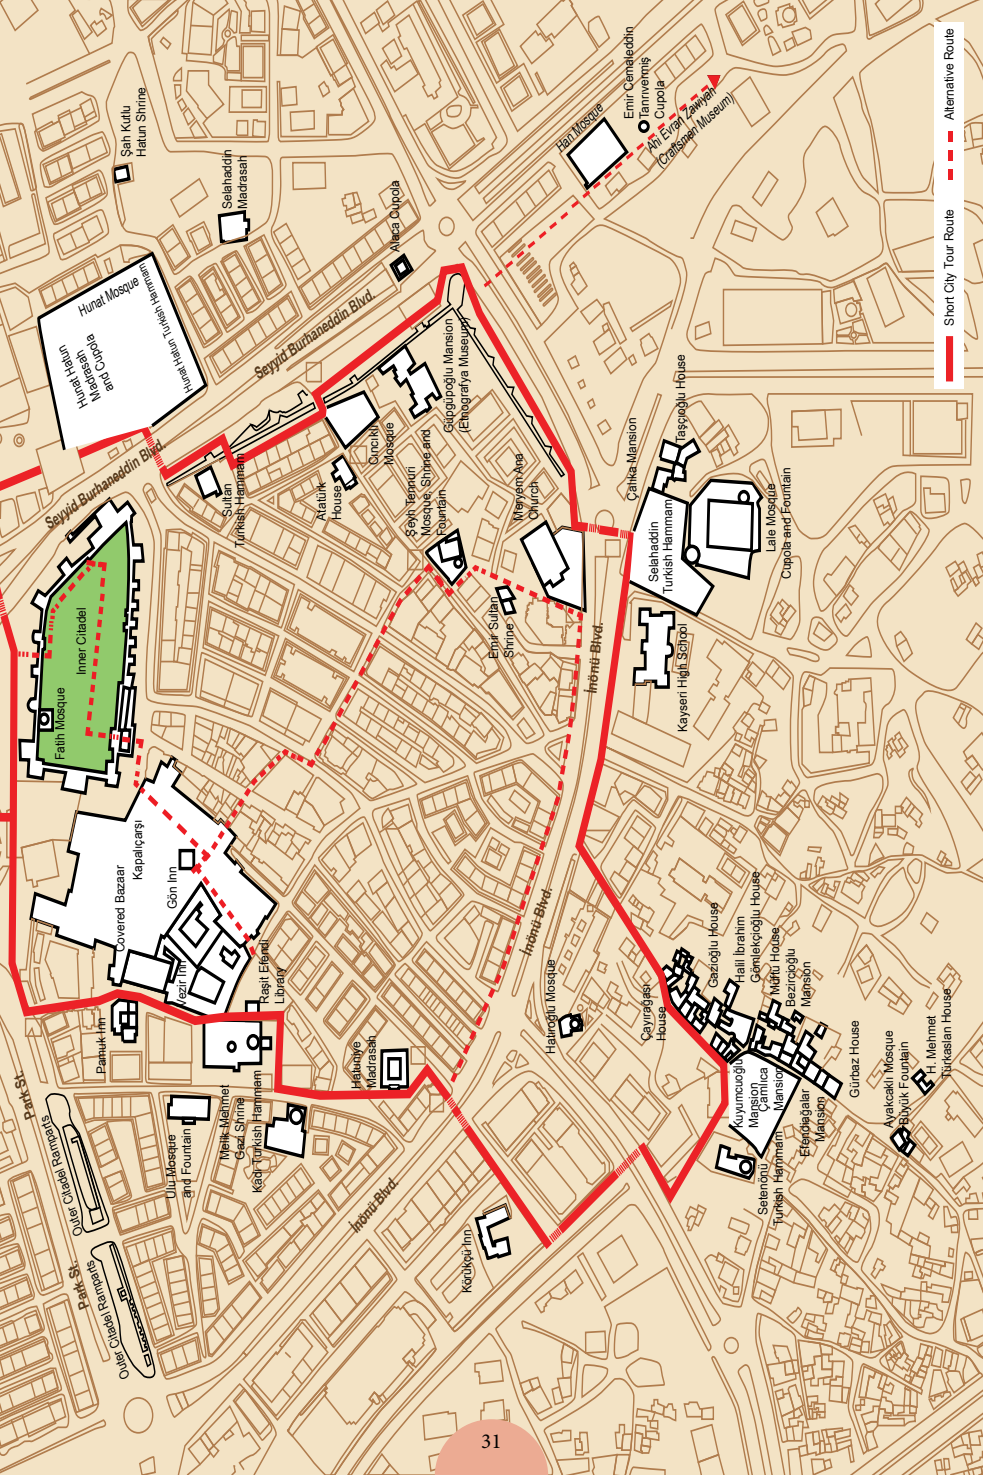 Short City Tour Route
Alternative Route
Şah Kutlu
Hatun Shrine
Selahaddin
Madrasah
Alaca Cupola
Han Mosque
Emir Cemaleddin
Tanrıvermiş
Cupola
Ahi Evran Zawiyah
(Craftsmen Museum)
Hunat Mosque
Hunat Hatun
Madrasah
and Cupola
Hunat Hatun Turkish Hammam
Seyyid Burhaneddin Blvd.
Seyyid Burhaneddin Blvd.
Sultan
Turkish Hammam
Atatürk
House
Cıncıklı
Mosque
Güpgüpoğlu Mansion
(Etnografya Museum)
Şeyh Tennuri
Mosque, Shrine and
Fountain
Meryem Ana
Church
Emir Sultan
Shrine
Çarıka Mansion
Taşçıoğlu House
Selahaddin
Turkish Hammam
Lale Mosque
Cupola and Fountain
Kayseri High School
İnönü Blvd.
Inner Citadel
Fatih Mosque
Kapalıçarşı
Covered Bazaar
Gön Inn
Vezir Inn
Raşit Efendi
Library
Pamuk Inn
Park St.
Outer Citadel Ramparts
Park St.
Outer Citadel Ramparts
Ulu Mosque
and Fountain
Melik Mehmet
Gazi Shrine
Kadı Turkish Hammam
Hatuniye
Madrasah
İnönü Blvd.
İnönü Blvd.
Körükçü Inn
Hatıroğlu Mosque
Çayırağası
House
Gazioğlu House
Halil İbrahim
Gömlekçioğlu House
Müftü House
Bezircioğlu
Mansion
Kuyumcuoğlu
Mansion
Çamlıca
Mansion
Efendiağalar
Mansion
Setenönü
Turkish Hammam
Gürbaz House
Ayakcaklı Mosque
Büyük Fountain
H. Mehmet
Türkaslan House
31